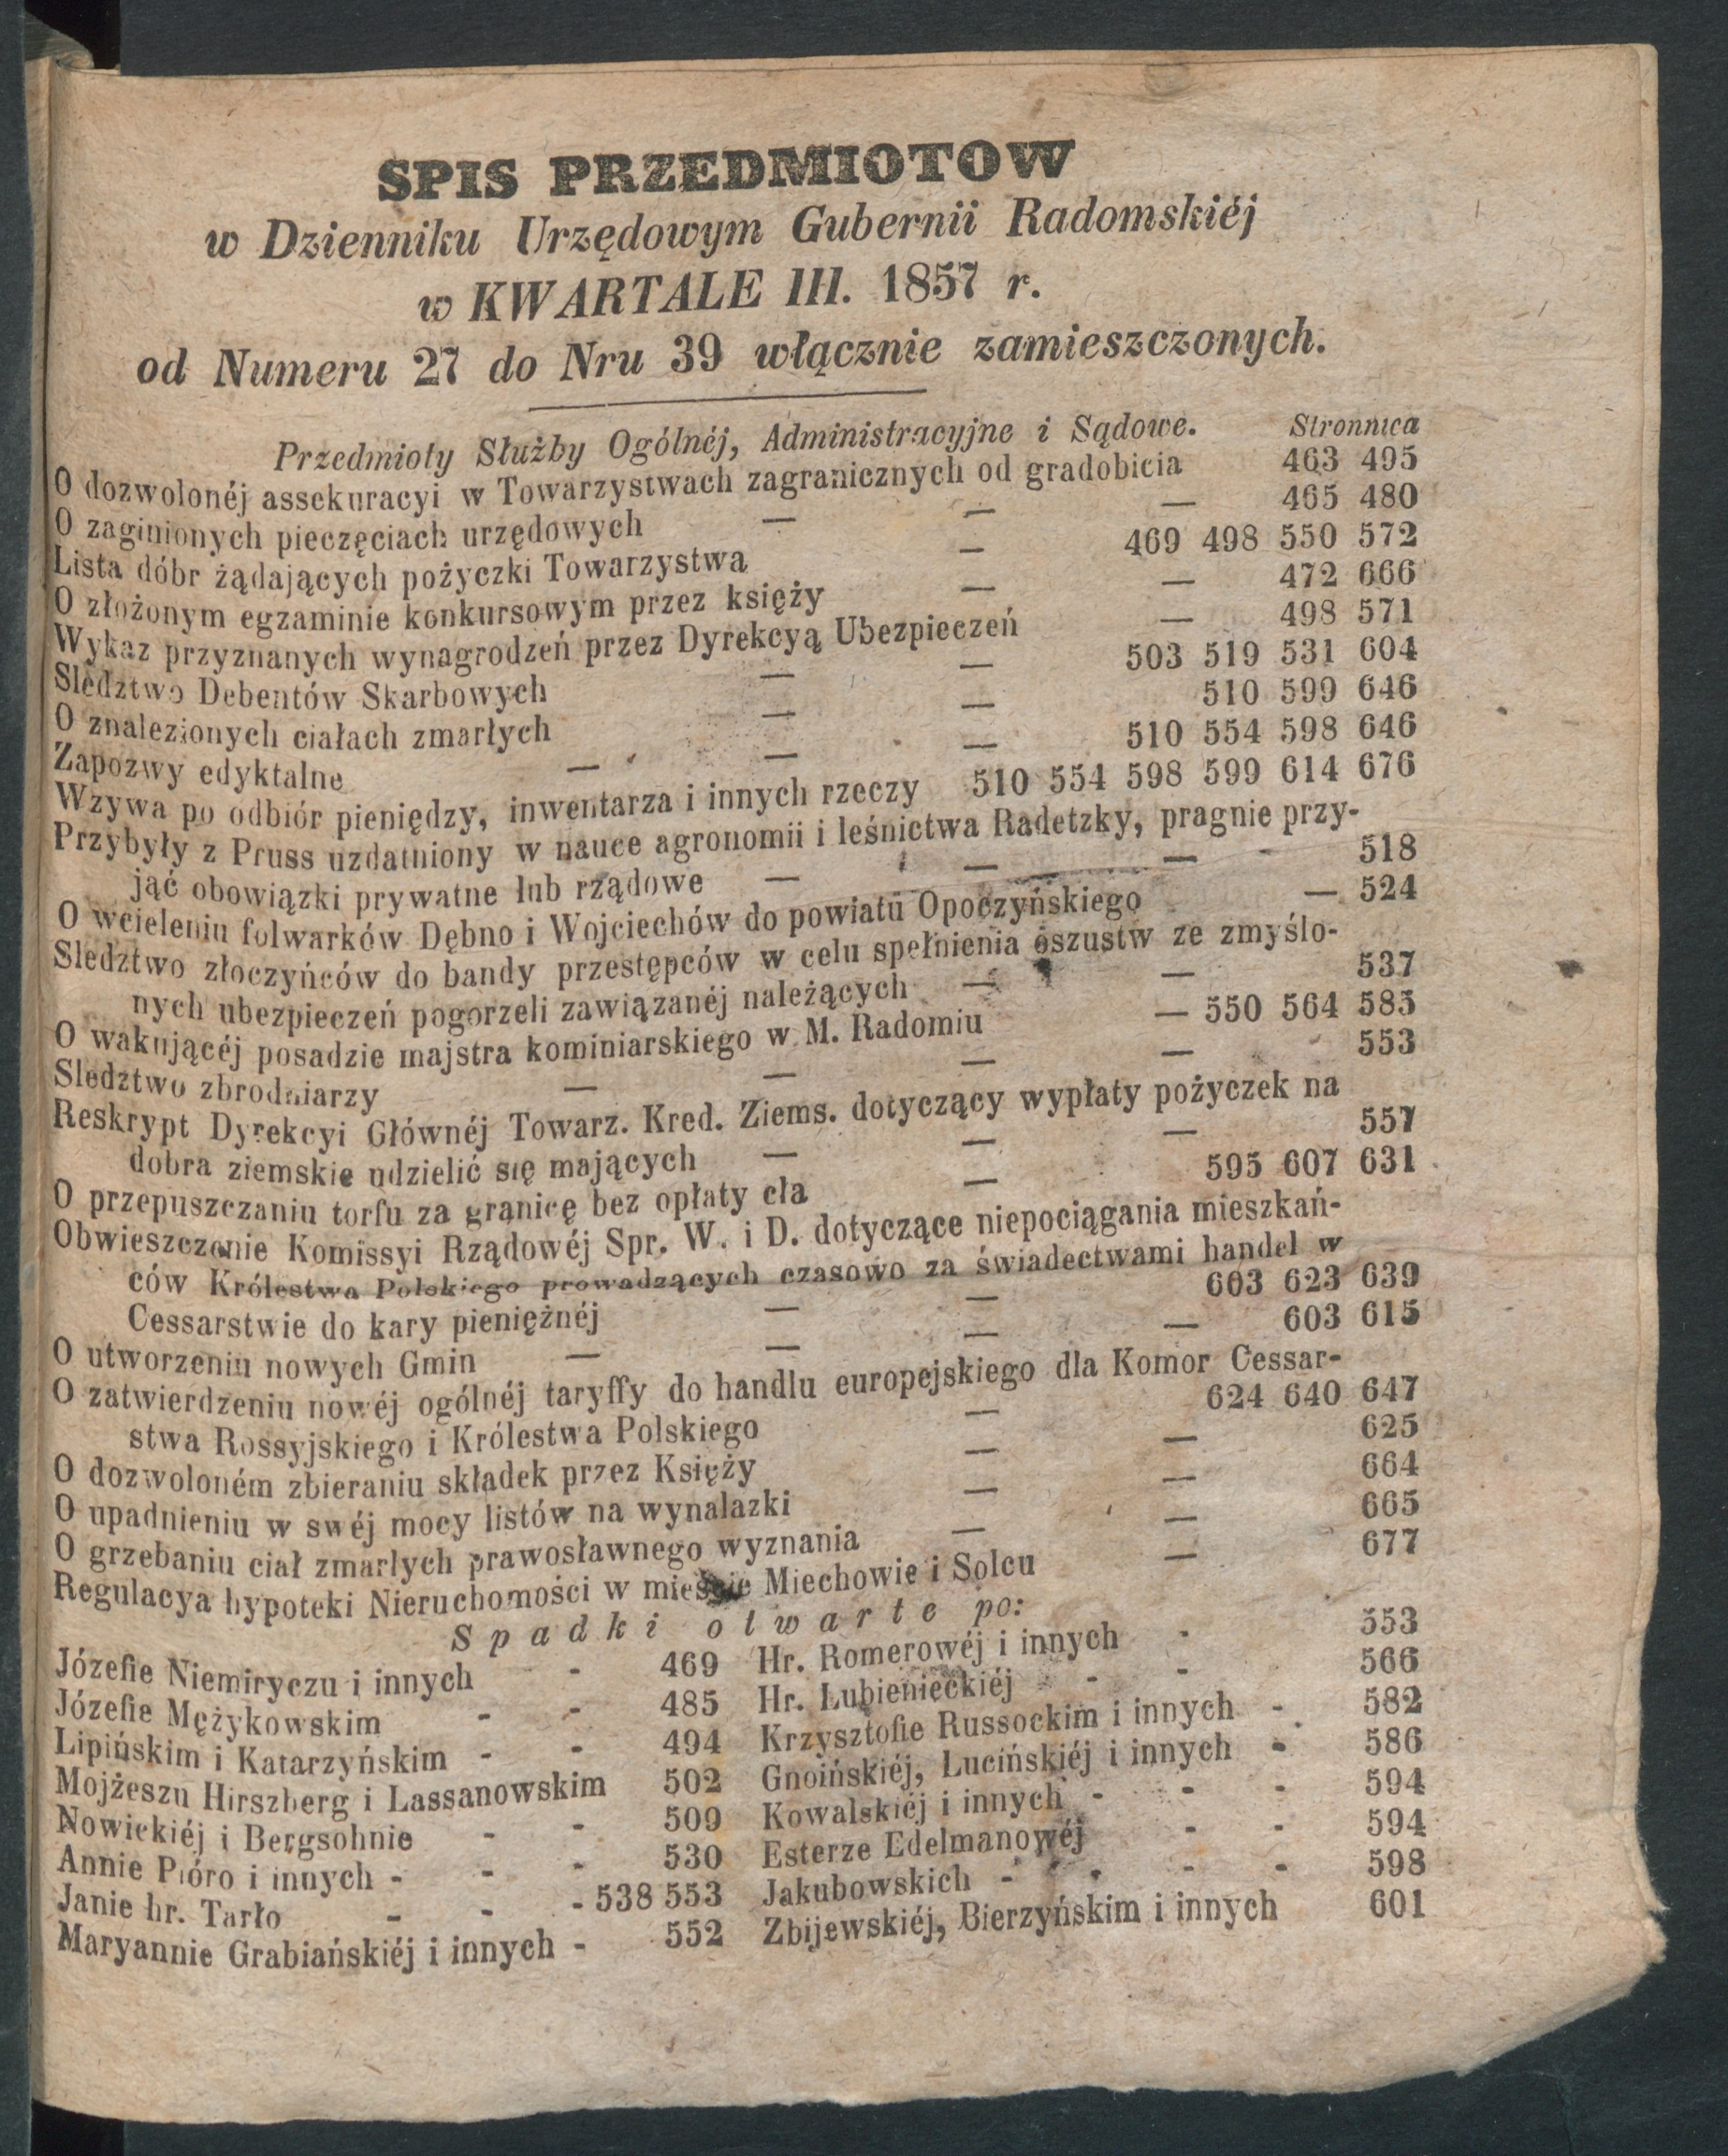 SPIS PRZEDMIOTOW
w Dzienniku Urzędowym Gubernii Radomskiéj
w KWARTALE III. 1857 r.
od Numeru 27 do Nru 39 włącznie zamieszczonych.
Przedmioty Służby Ogólnéj, Administracyjne i Sądowe. Stronnica
O dozwolonéj assekuracyi w Towarzystwach zagranicznych od gradobicia 463 495
O zaginionych pieczęciach urzędowych — — — 465 480
Lista dóbr żądających pożyczki Towarzystwa — 469 498 550 572
O złożonym egzaminie konkursowym przez księży — — 472 666
Wykaz przyznanych wynagrodzeń przez Dyrekcyą Ubezpieczeń — 498 571
Sledztwo Debentów Skarbowych — — 503 519 531 604
O znalezionych ciałach zmarłych — — 510 599 646
Zapozwy edyktalne — — — 510 554 598 646
Wzywa po odbiór pieniędzy, inwentarza i innych rzeczy 510 554 598 599 614 676
Przybyły z Pruss uzdatniony w nauce agronomii i leśnictwa Radetzky, pragnie przy-
jąć obowiązki prywatne lub rządowe — — — 518
O wcieleniu folwarków Dębno i Wojciechów do powiatu Opoczyńskiego — 524
Sledztwo złoczyńców do bandy przestępców w celu spełnienia oszustw ze zmyślo-
nych ubezpieczeń pogorzeli zawiązanéj należących — — 537
O wakującéj posadzie majstra kominiarskiego w M. Radomiu — 550 564 585
Sledztwo zbrodniarzy — — — — 553
Reskrypt Dyrekcyi Głównéj Towarz. Kred. Ziems. dotyczący wypłaty pożyczek na
dobra ziemskie udzielić się mających — — — 557
O przepuszczaniu torfu za granicę bez opłaty cła — 595 607 631
Obwieszczenie Komissyi Rządowéj Spr. W. i D. dotyczące niepociągania mieszkań-
ców Królestwa Polskiego prowadzących czasowo za świadectwami handel w
Cessarstwie do kary pieniężnéj — — 603 623 639
O utworzeniu nowych Gmin — — — — 603 615
O zatwierdzeniu nowéj ogólnéj taryffy do handlu europejskiego dla Komor Cessar-
stwa Rossyjskiego i Królestwa Polskiego — 624 640 647
O dozwoloném zbieraniu składek przez Księży — — 625
O upadnieniu w swéj mocy listów na wynalazki — — 664
O grzebaniu ciał zmarłych prawosławnego wyznania — — 665
Regulacya hypoteki Nieruchomości w mieście Miechowie i Solcu — 677
Spadki otwarte po:
Józefie Niemiryczu i innych - 469
Józefie Mężykowskim - - 485
Lipińskim i Katarzyńskim - - 494
Mojżeszu Hirszberg i Lassanowskim 502
Nowickiéj i Bergsohnie - - 509
Annie Pióro i innych - - - 530
Janie hr. Tarło - - - 538 553
Maryannie Grabiańskiéj i innych - 552
Hr. Romerowéj i innych - 553
Hr. Łubienieckiéj - - 566
Krzysztofie Russockim i innych - 582
Gnoińskiéj, Łucińskiéj i innych - 586
Kowalskiéj i innych - - - 594
Esterze Edelmanowéj - - 594
Jakubowskich - - - - 598
Zbijewskiéj, Bierzyńskim i innych 601